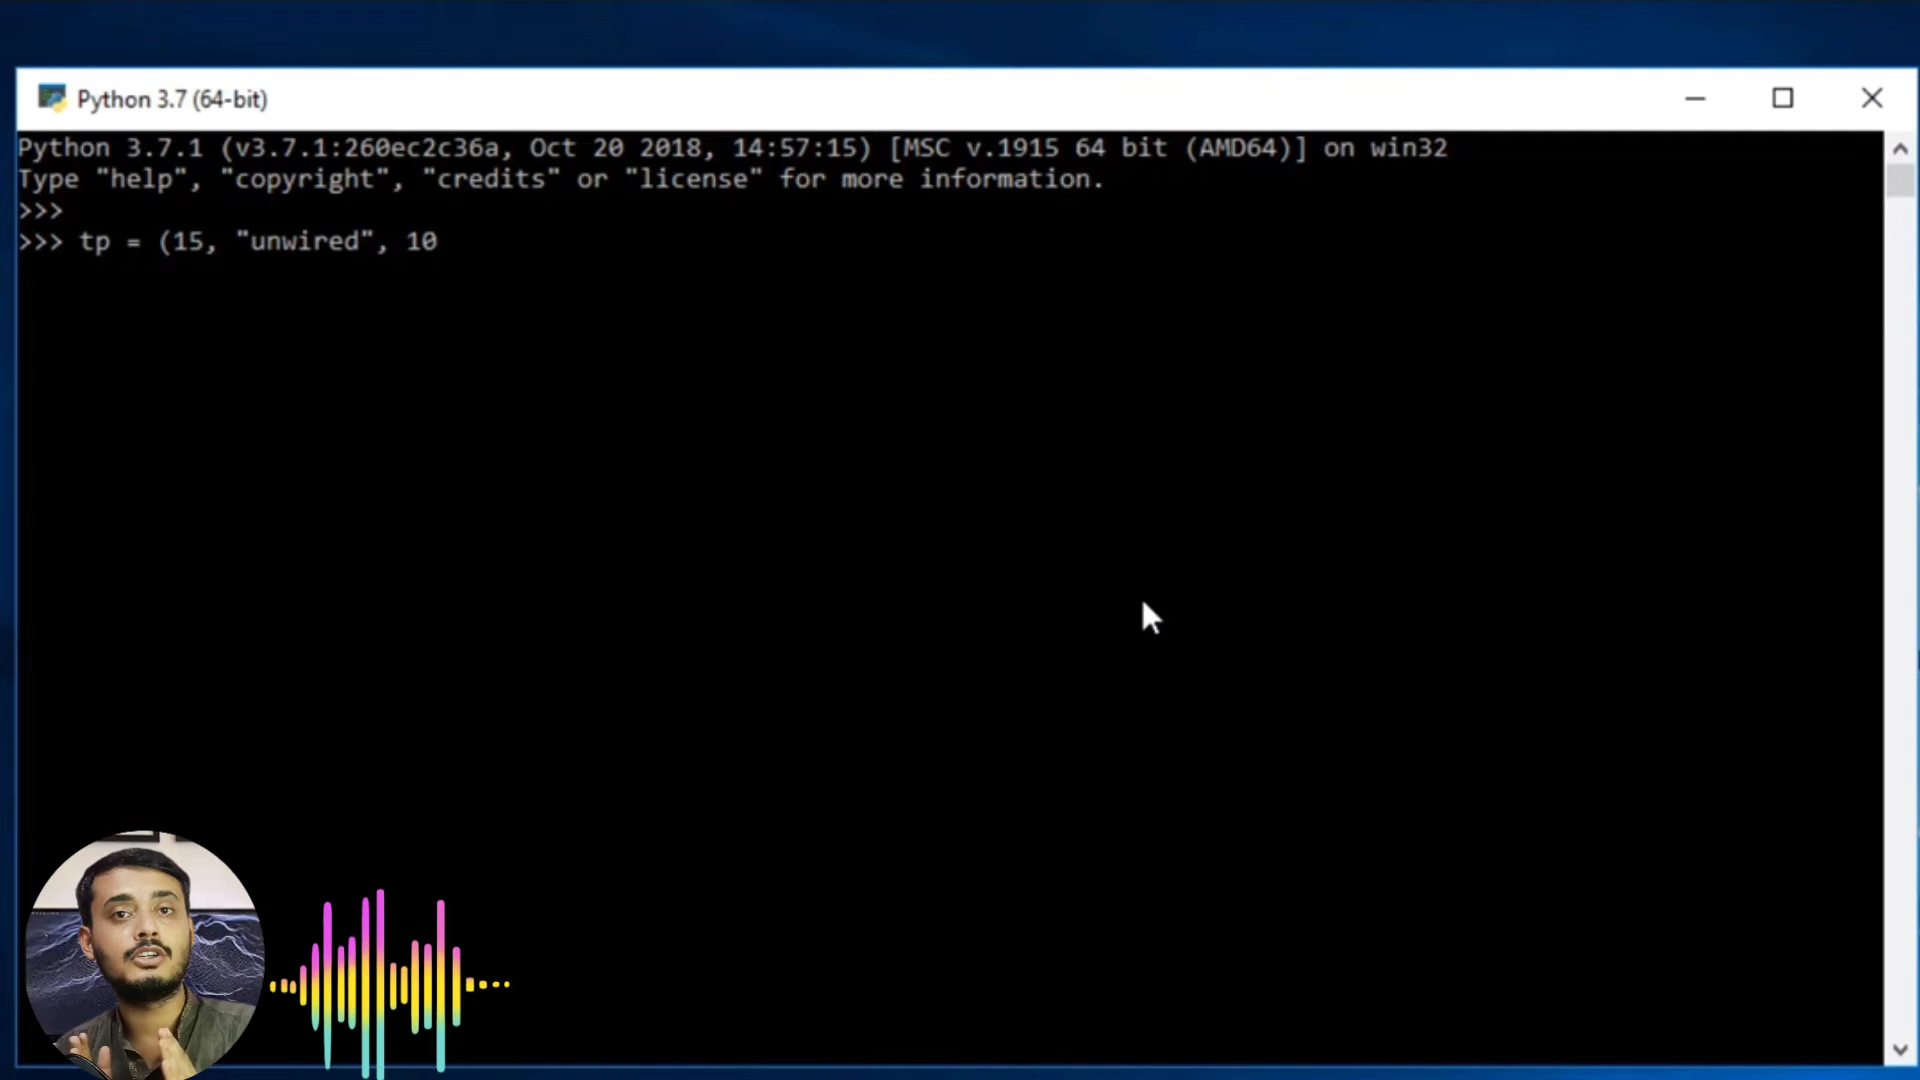 Python 3.7 (64-bit)
Python 3.7.1 (v3.7.1:260ec2c36a, Oct 20 2018, 14:57:15) [MSC v.1915 64 bit (AMD64)] on win32
Type "help", "copyright", "credits" or "license" for more information.
>>>
>>> tp = (15, "unwired", 10